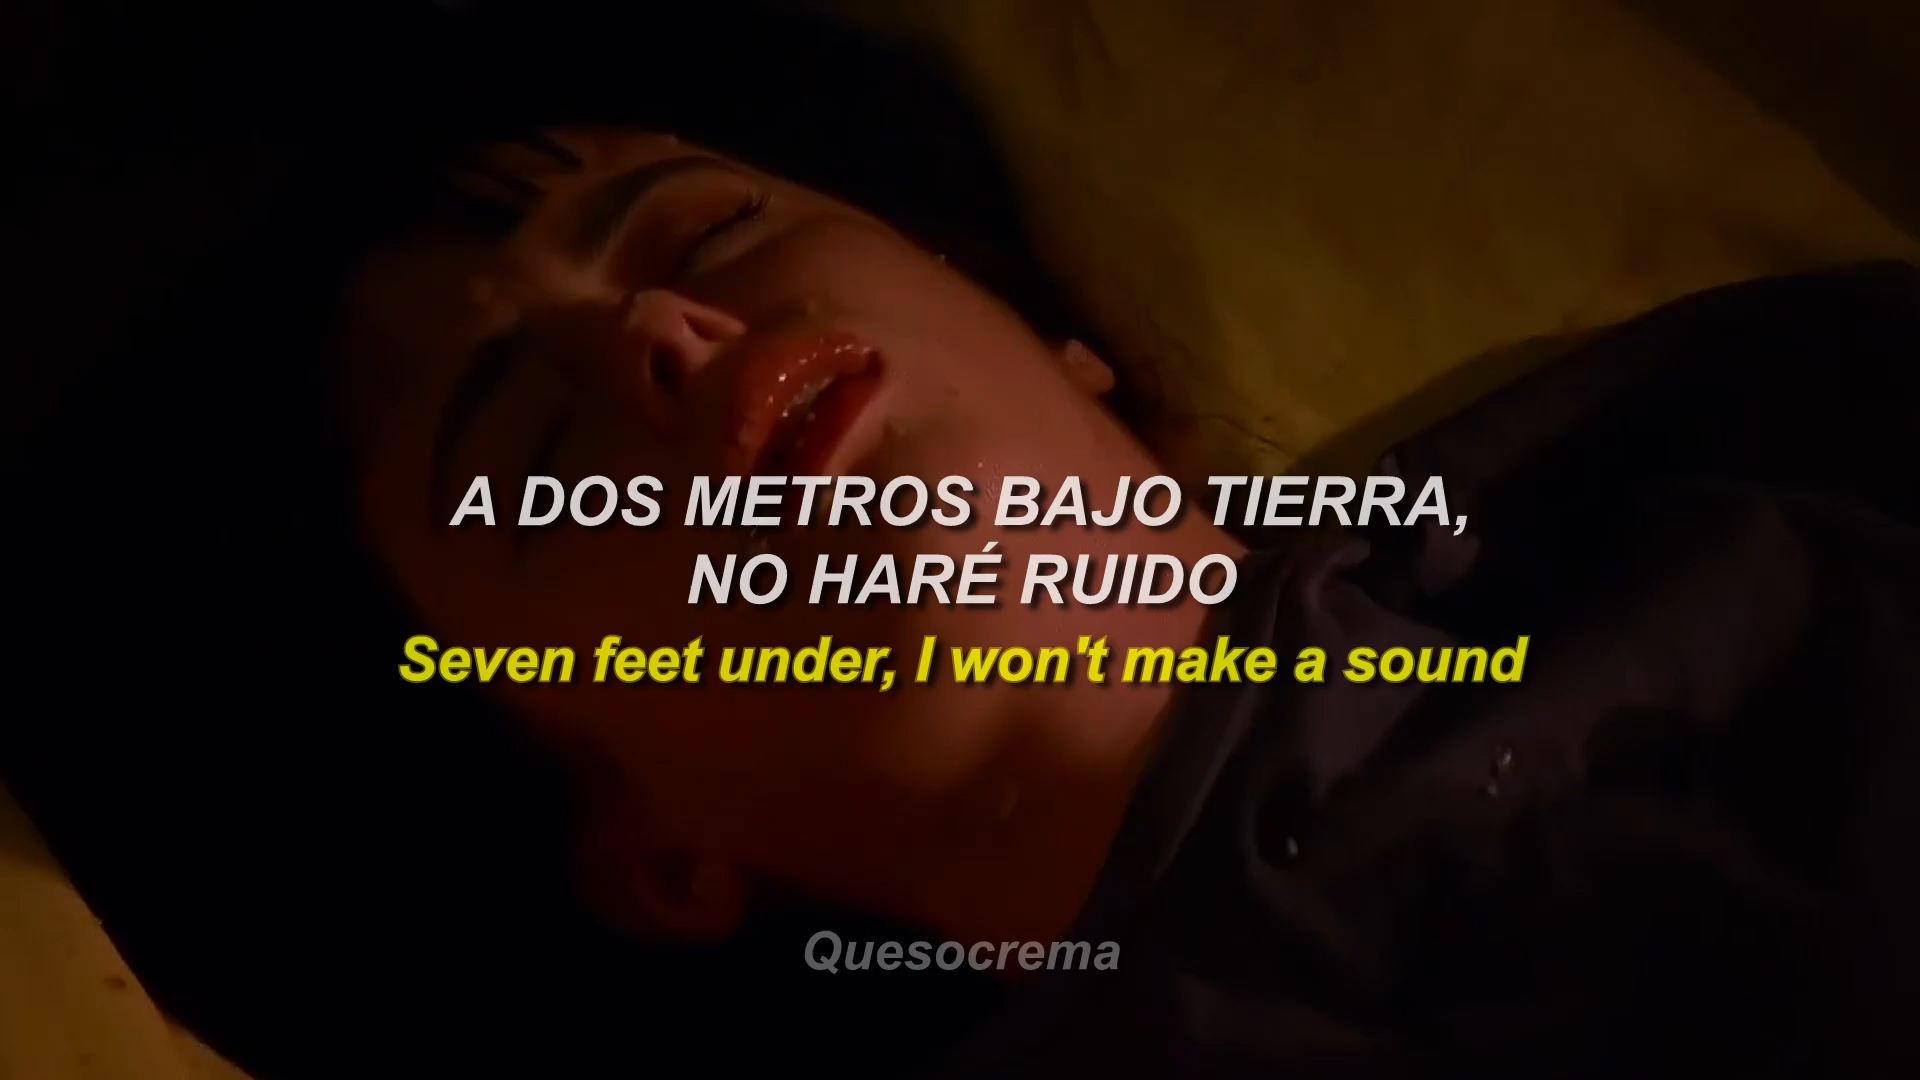 A DOS METROS BAJO TIERRA,
NO HARÉ RUIDO
Seven feet under, I won't make a sound
Quesocrema